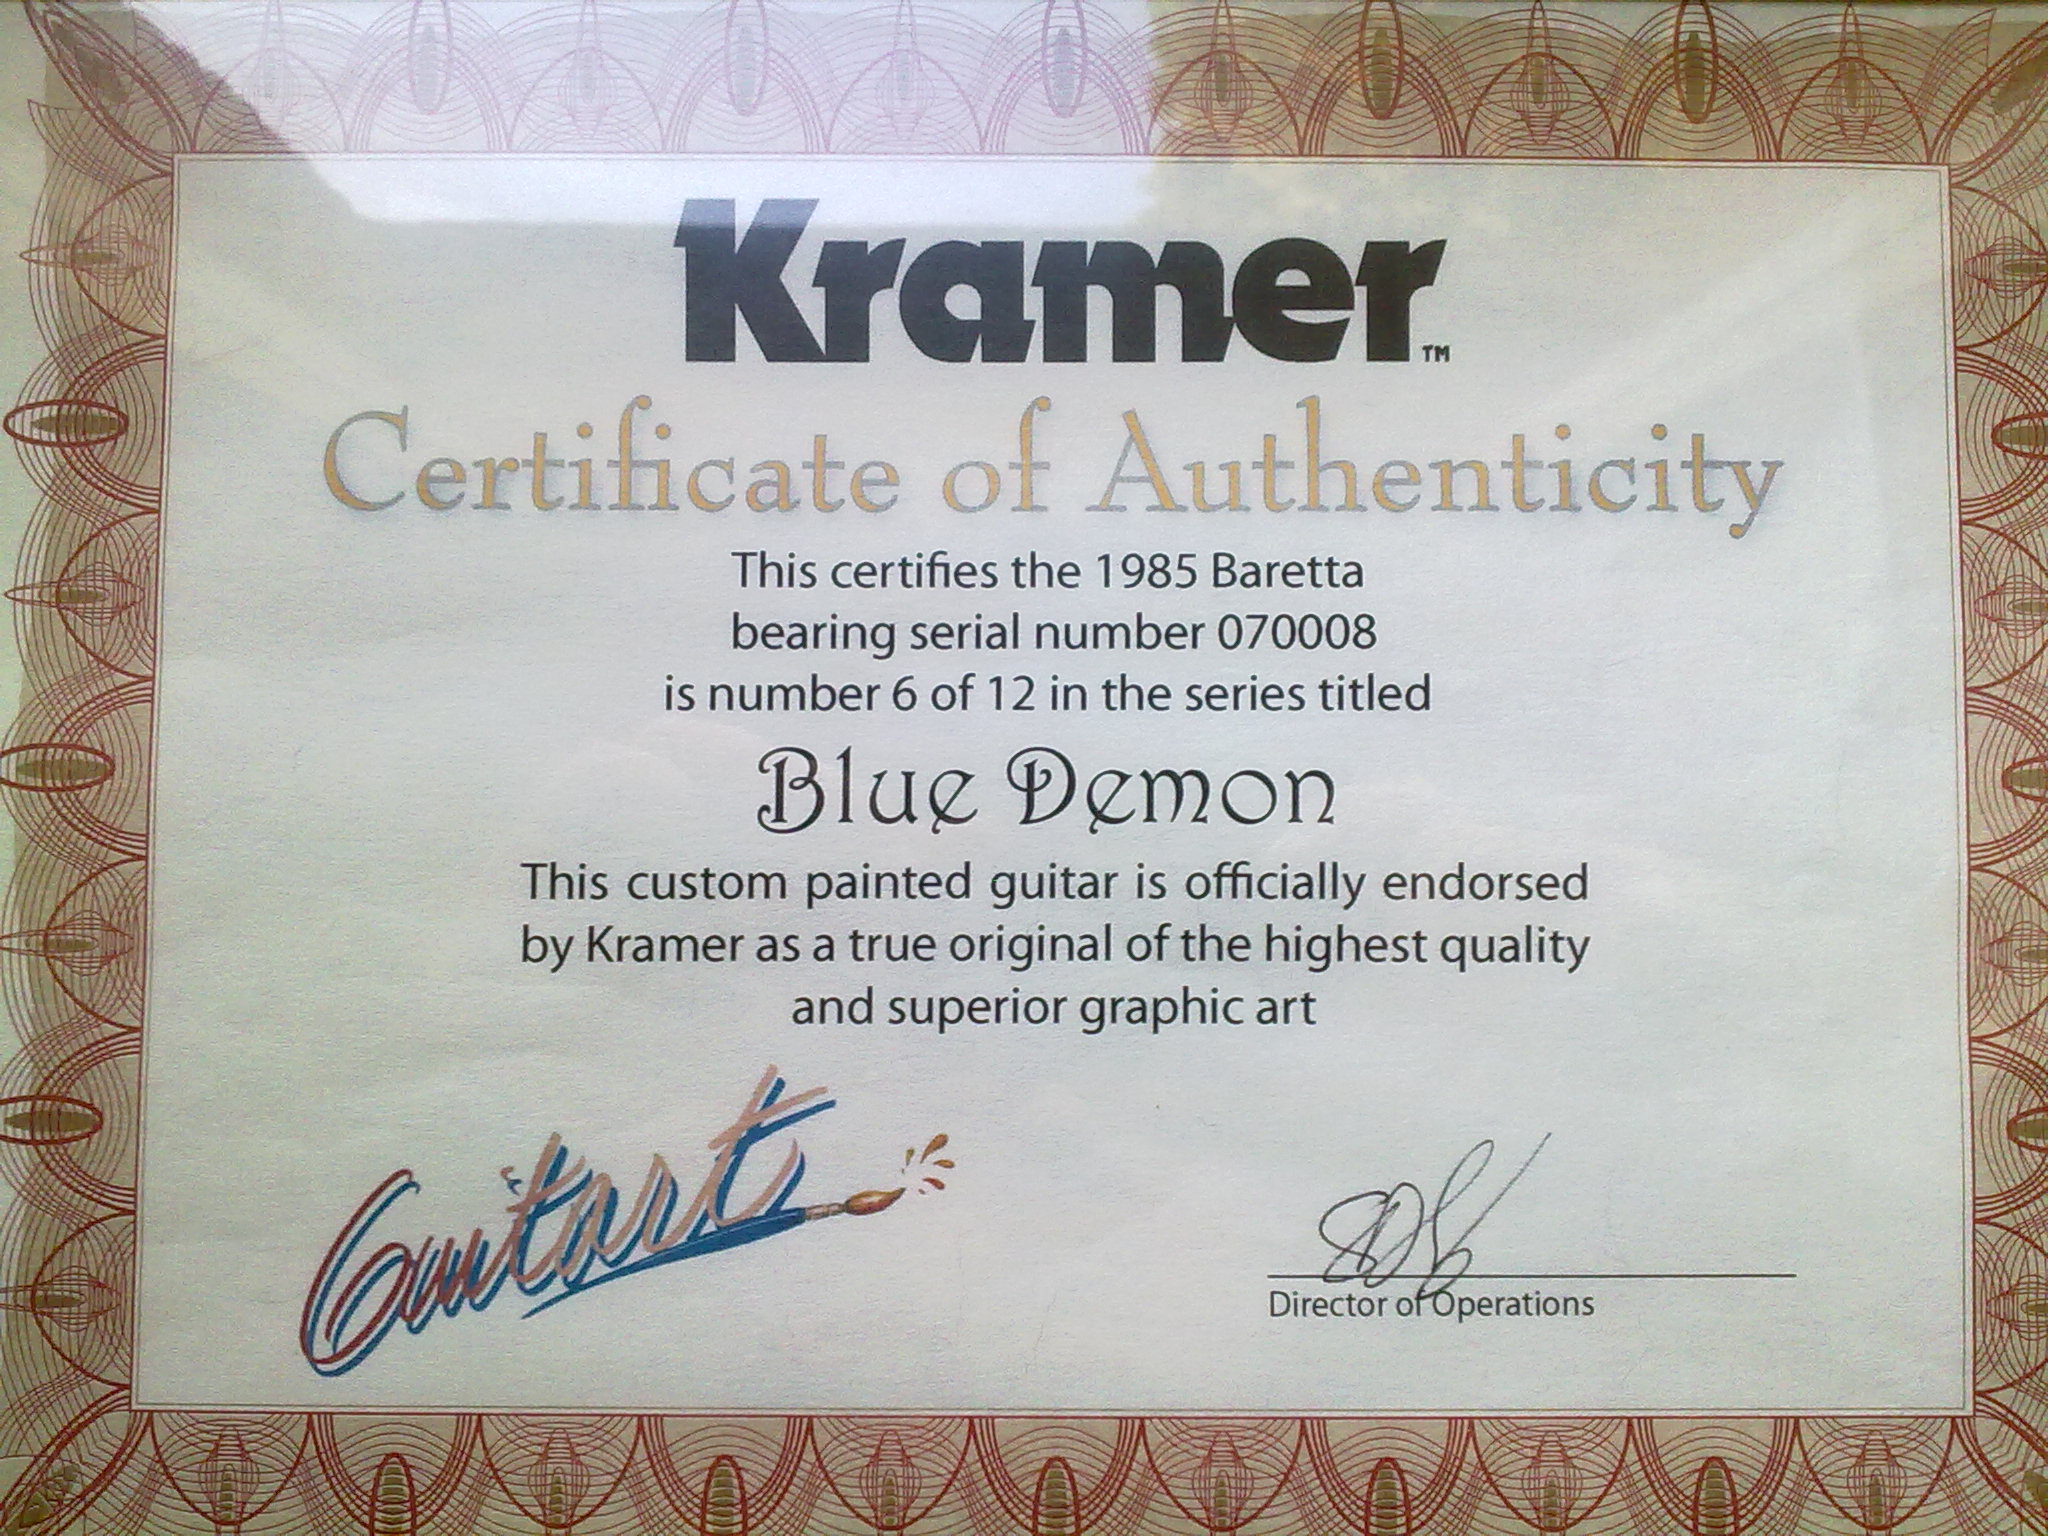 Kramer™
Certificate of Authenticity
This certifies the 1985 Baretta
bearing serial number 070008
is number 6 of 12 in the series titled
Blue Demon
This custom painted guitar is officially endorsed
by Kramer as a true original of the highest quality
and superior graphic art
Guitart
Director of Operations